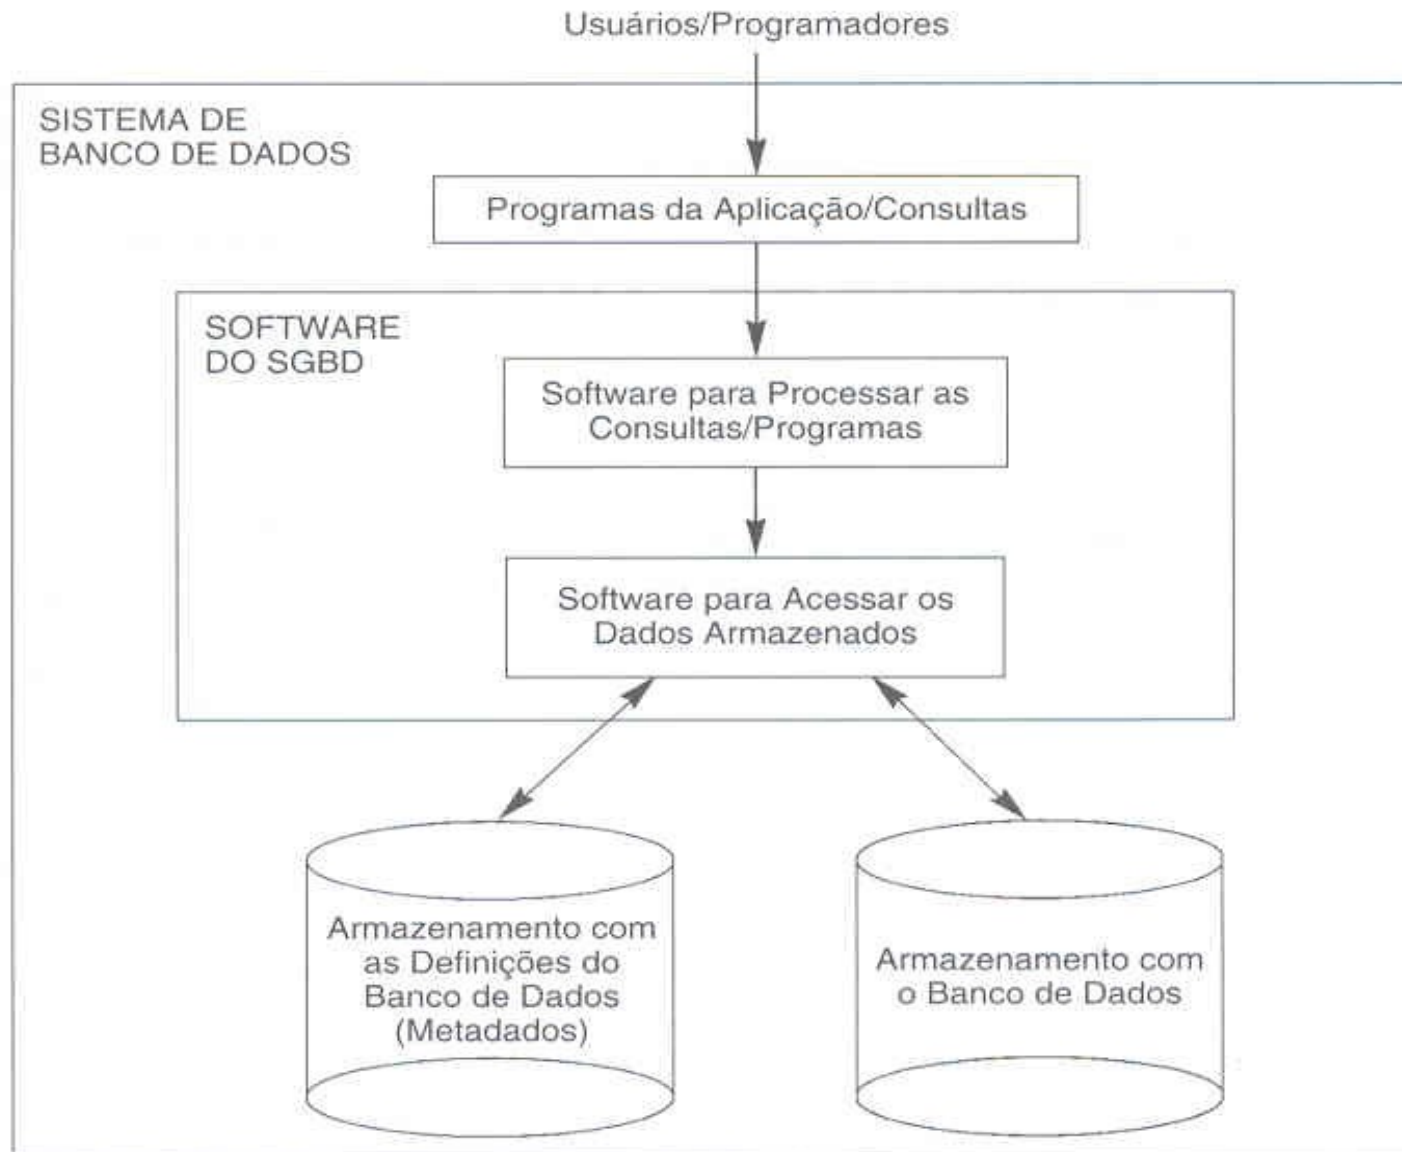 Usuários/Programadores
SISTEMA DE
BANCO DE DADOS
Programas da Aplicação/Consultas
SOFTWARE
DO SGBD
Software para Processar as
Consultas/Programas
Software para Acessar os
Dados Armazenados
Armazenamento com
as Definições do
Banco de Dados
(Metadados)
Armazenamento com
o Banco de Dados